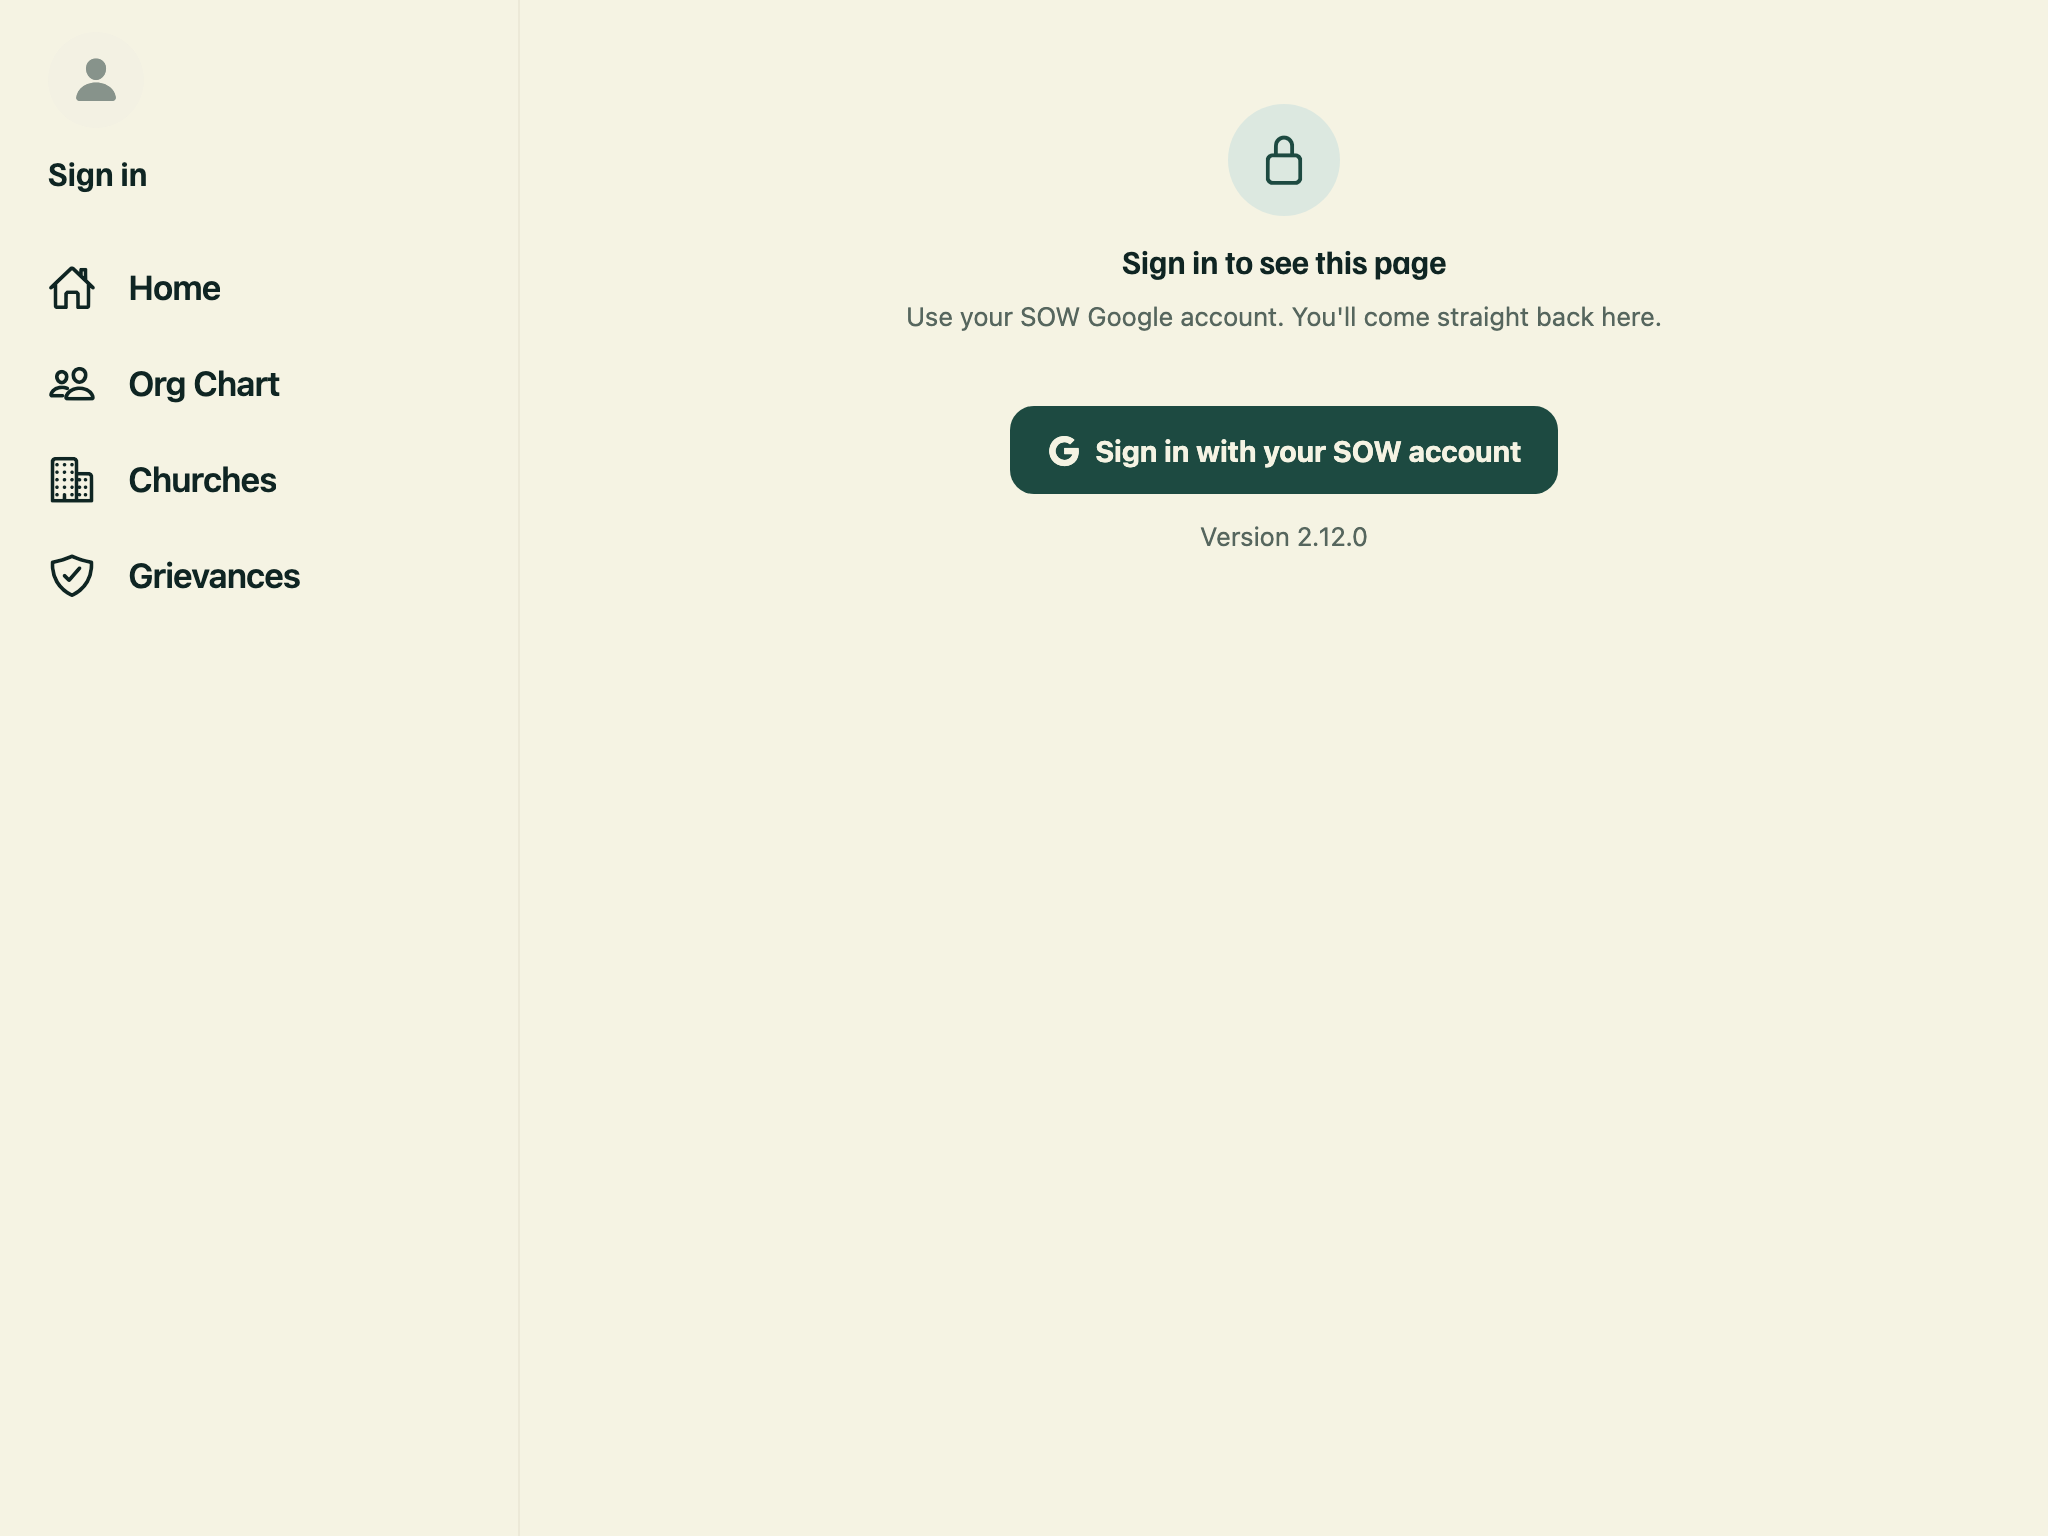 Sign in
Home
Org Chart
Churches
Grievances
Sign in to see this page
Use your SOW Google account. You'll come straight back here.
Sign in with your SOW account
Version 2.12.0